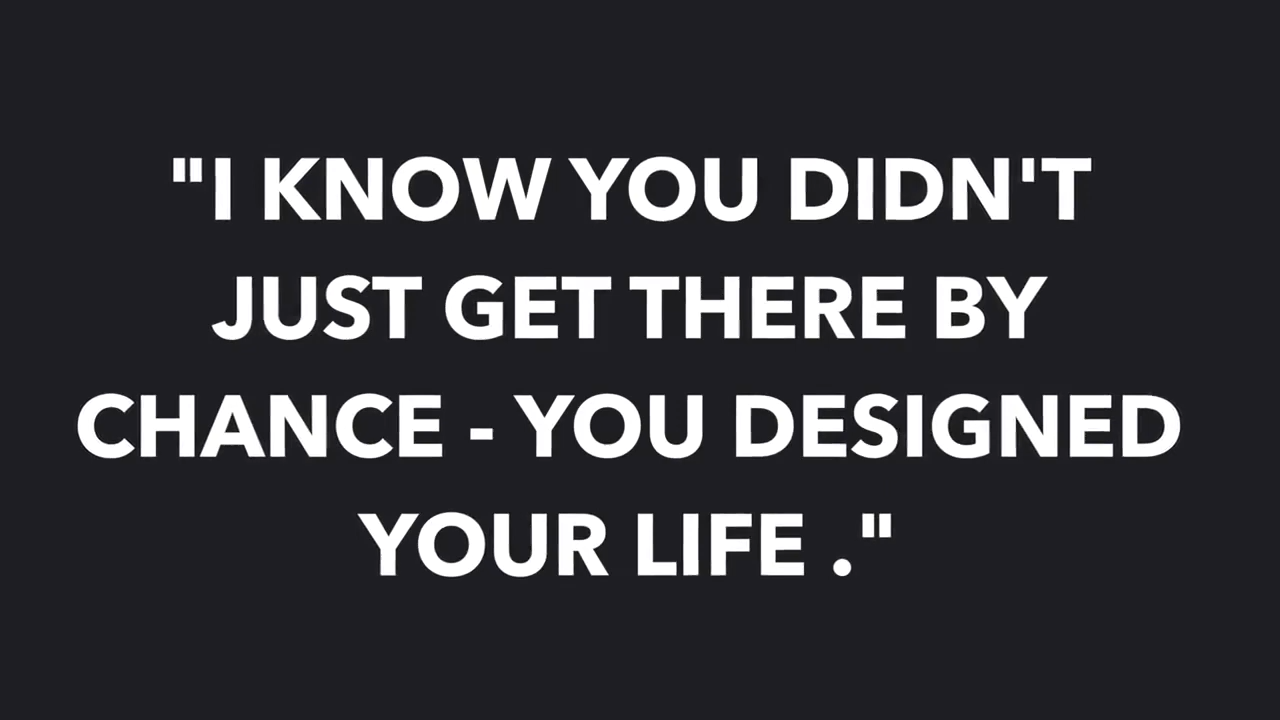 "I KNOW YOU DIDN'T
JUST GET THERE BY
CHANCE - YOU DESIGNED
YOUR LIFE ."